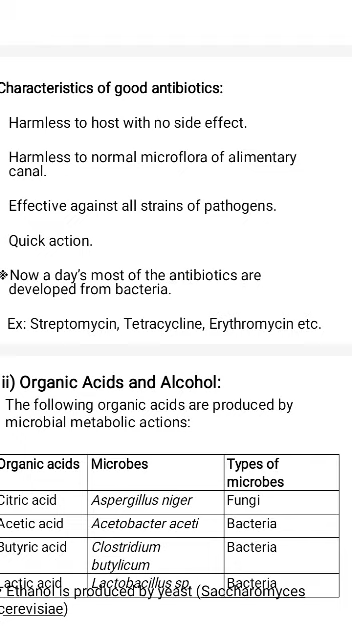 Characteristics of good antibiotics:
Harmless to host with no side effect.
Harmless to normal microflora of alimentary
canal.
Effective against all strains of pathogens.
Quick action.
❖Now a day's most of the antibiotics are
developed from bacteria.
Ex: Streptomycin, Tetracycline, Erythromycin etc.
ii) Organic Acids and Alcohol:
The following organic acids are produced by
microbial metabolic actions:
Organic acids Microbes Types of
microbes
Citric acid Aspergillus niger Fungi
Acetic acid Acetobacter aceti Bacteria
Butyric acid Clostridium Bacteria
butylicum
Lactic acid Lactobacillus sp. Bacteria
Ethanol is produced by yeast (Saccharomyces
cerevisiae)